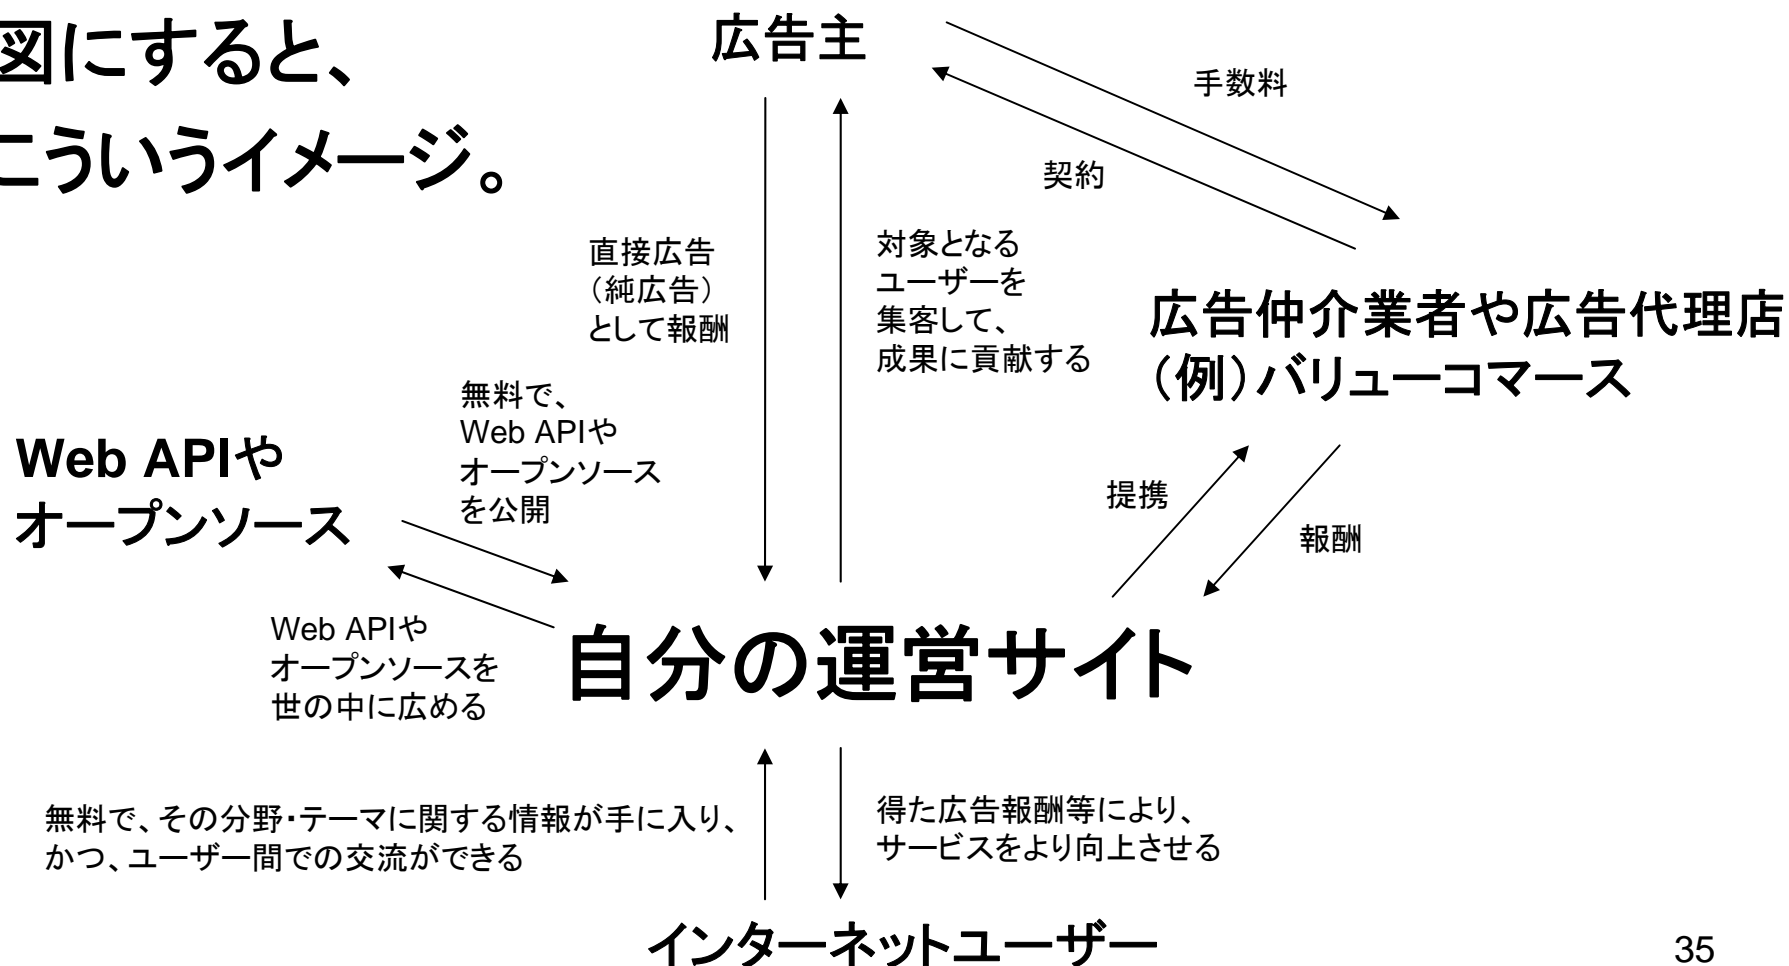 図にすると、
こういうイメージ。
広告主
手数料
契約
直接広告
（純広告）
として報酬
対象となる
ユーザーを
集客して、
成果に貢献する
広告仲介業者や広告代理店
（例）バリューコマース
無料で、
Web APIや
オープンソース
を公開
Web APIや
オープンソース
提携
報酬
Web APIや
オープンソースを
世の中に広める
自分の運営サイト
無料で、その分野・テーマに関する情報が手に入り、
かつ、ユーザー間での交流ができる
得た広告報酬等により、
サービスをより向上させる
インターネットユーザー
35